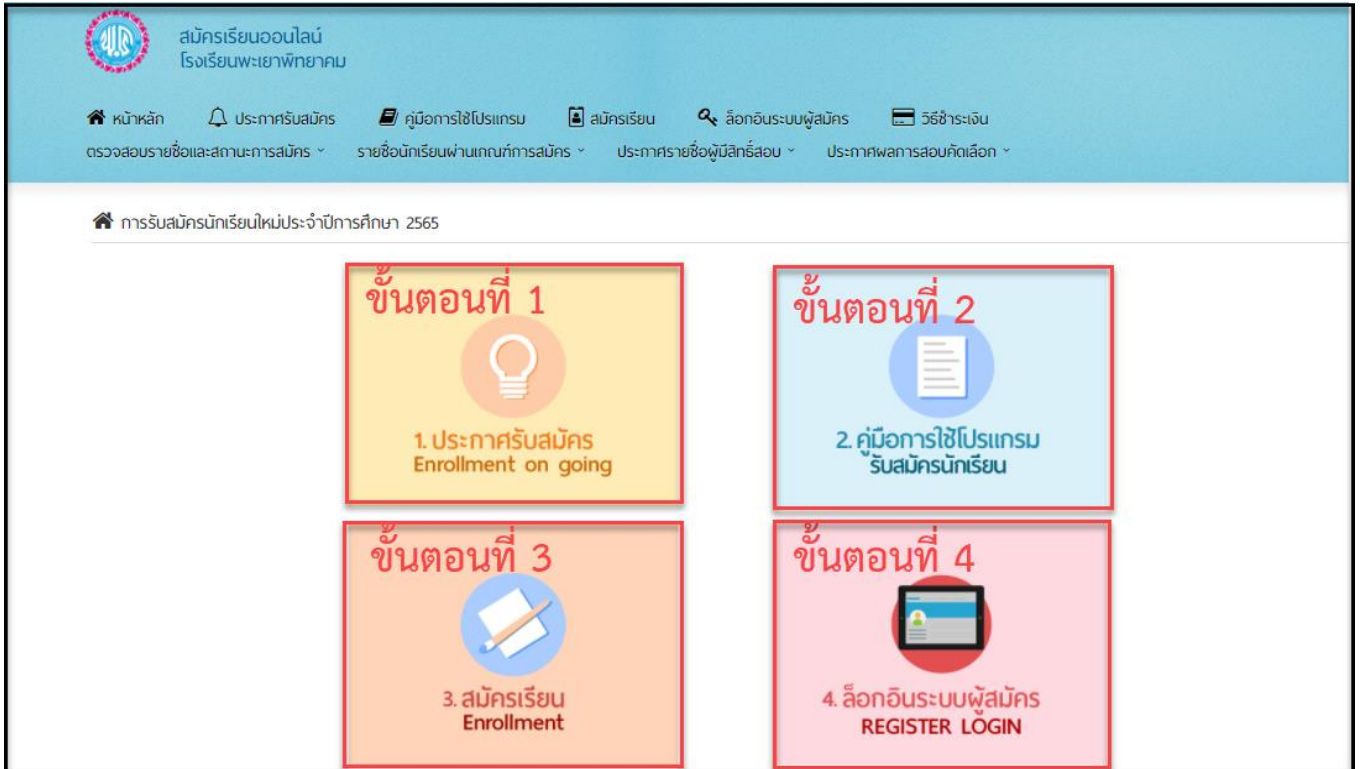 สมัครเรียนออนไลน์
โรงเรียนพะเยาพิทยาคม
หน้าหลัก ประกาศรับสมัคร คู่มือการใช้โปรแกรม สมัครเรียน ล็อกอินระบบผู้สมัคร วิธีชำระเงิน
ตรวจสอบรายชื่อและสถานะการสมัคร รายชื่อนักเรียนผ่านเกณฑ์การสมัคร ประกาศรายชื่อผู้มีสิทธิ์สอบ ประกาศผลการสอบคัดเลือก
การรับสมัครนักเรียนใหม่ประจำปีการศึกษา 2565
ขั้นตอนที่ 1
1. ประกาศรับสมัคร
Enrollment on going
ขั้นตอนที่ 2
2. คู่มือการใช้โปรแกรม
รับสมัครนักเรียน
ขั้นตอนที่ 3
3. สมัครเรียน
Enrollment
ขั้นตอนที่ 4
4. ล็อกอินระบบผู้สมัคร
REGISTER LOGIN